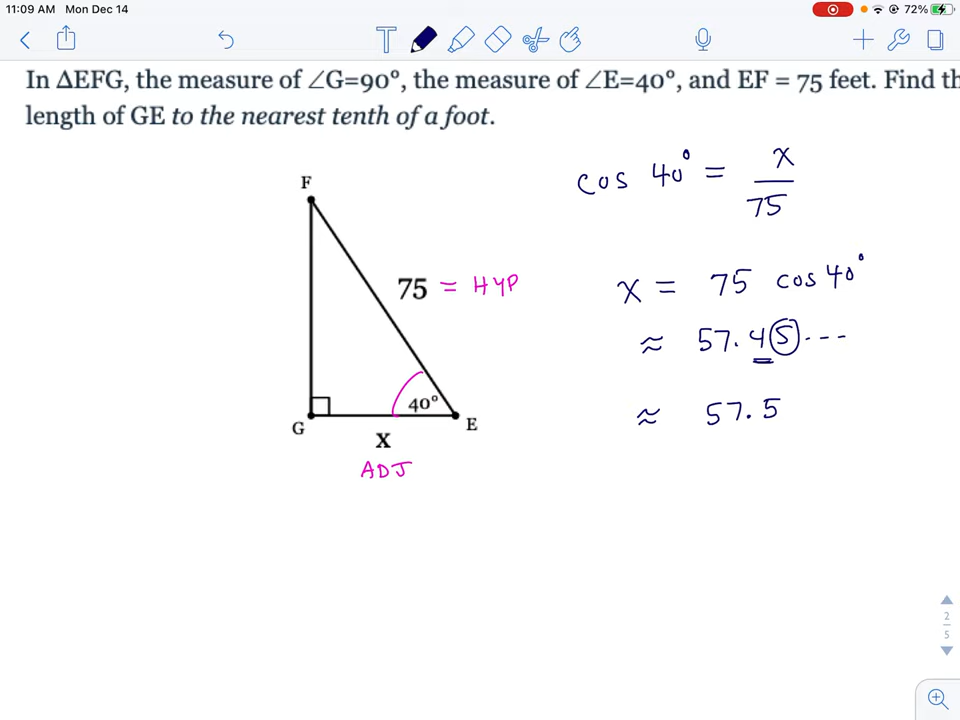 11:09 AM Mon Dec 14
72%
In ΔEFG, the measure of ∠G=90°, the measure of ∠E=40°, and EF = 75 feet. Find th
length of GE to the nearest tenth of a foot.
cos 40° = x
75
F
75 = HYP
x = 75 cos 40°
≈ 57.45...
40°
≈ 57.5
G
E
X
ADJ
2
5